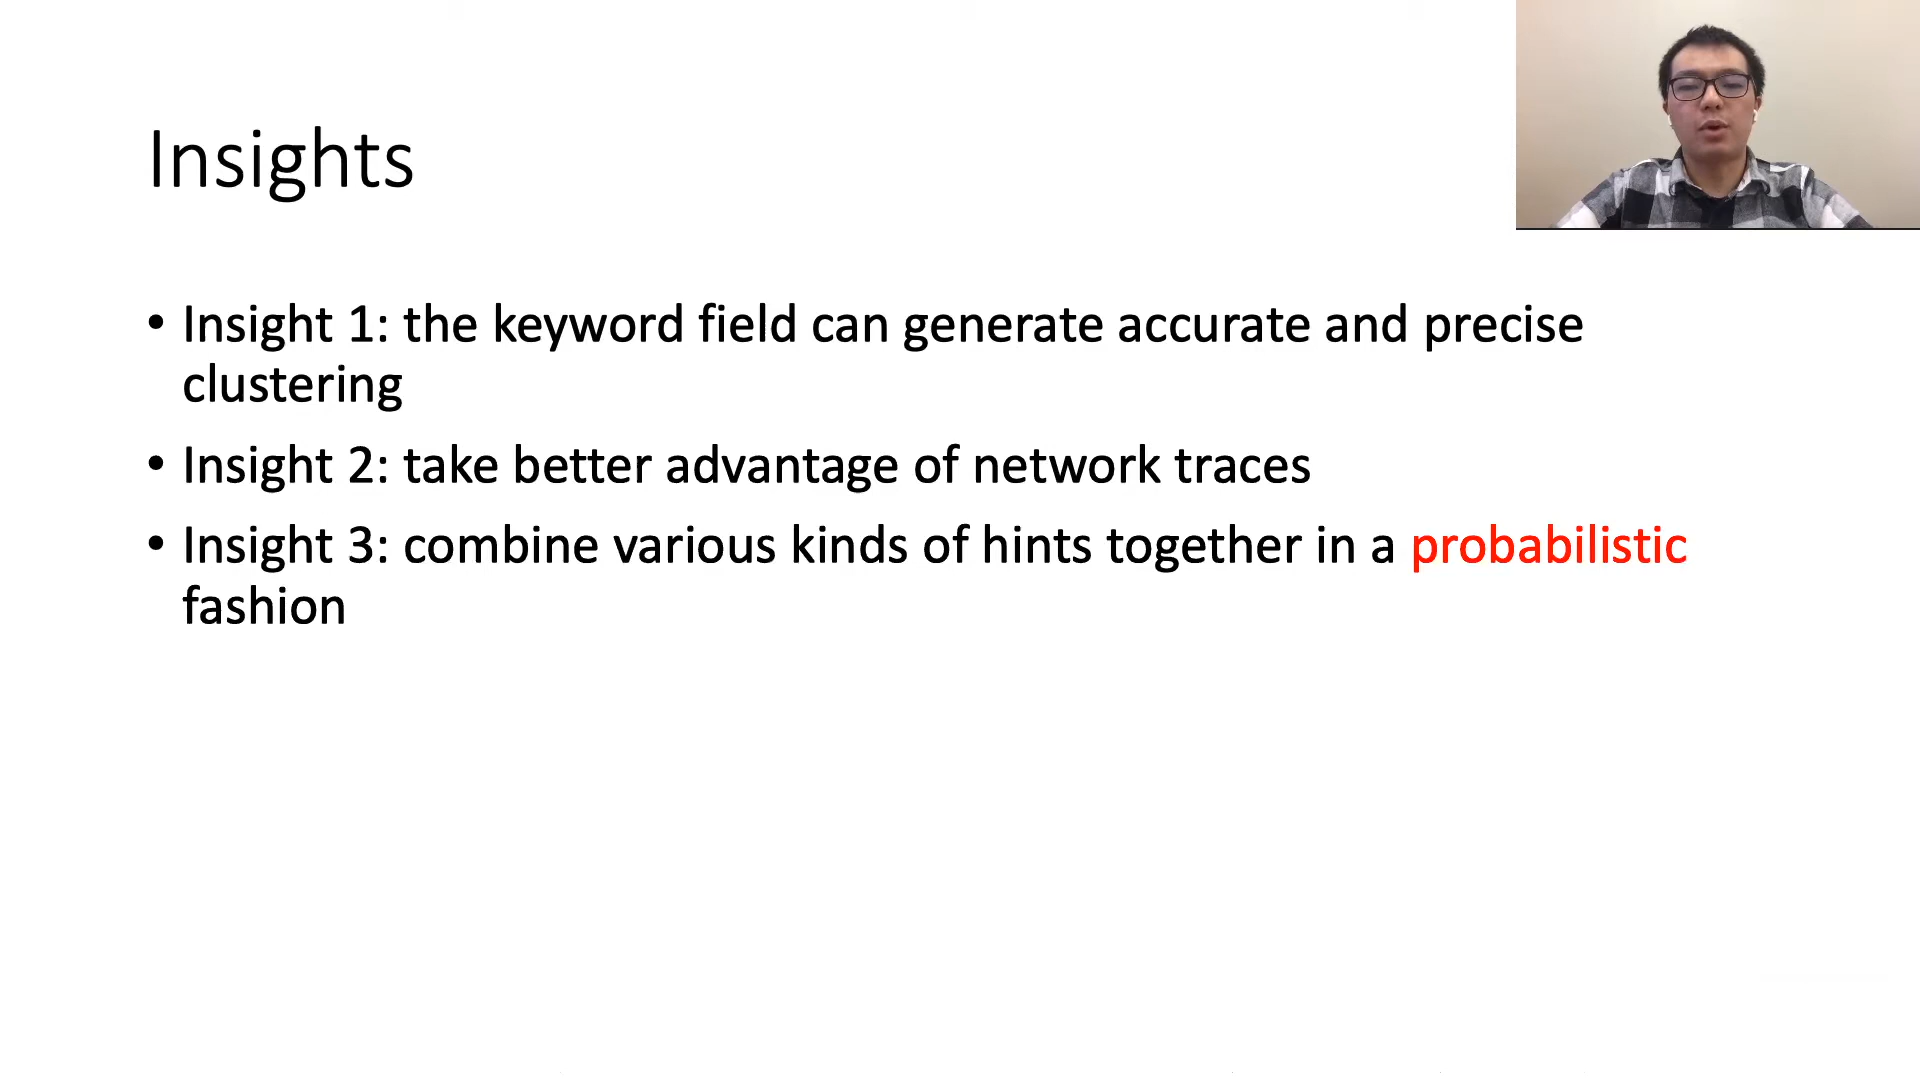 Insights
• Insight 1: the keyword field can generate accurate and precise
clustering
• Insight 2: take better advantage of network traces
• Insight 3: combine various kinds of hints together in a probabilistic
fashion